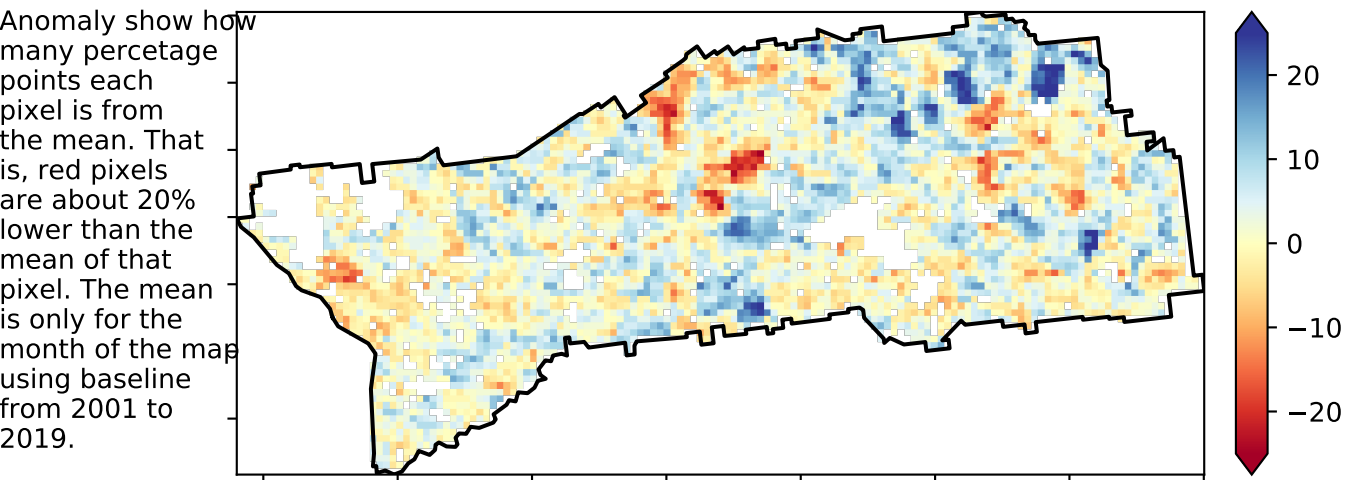 Anomaly show how
many percetage
points each
pixel is from
the mean. That
is, red pixels
are about 20%
lower than the
mean of that
pixel. The mean
is only for the
month of the map
using baseline
from 2001 to
2019.
20
10
0
−10
−20